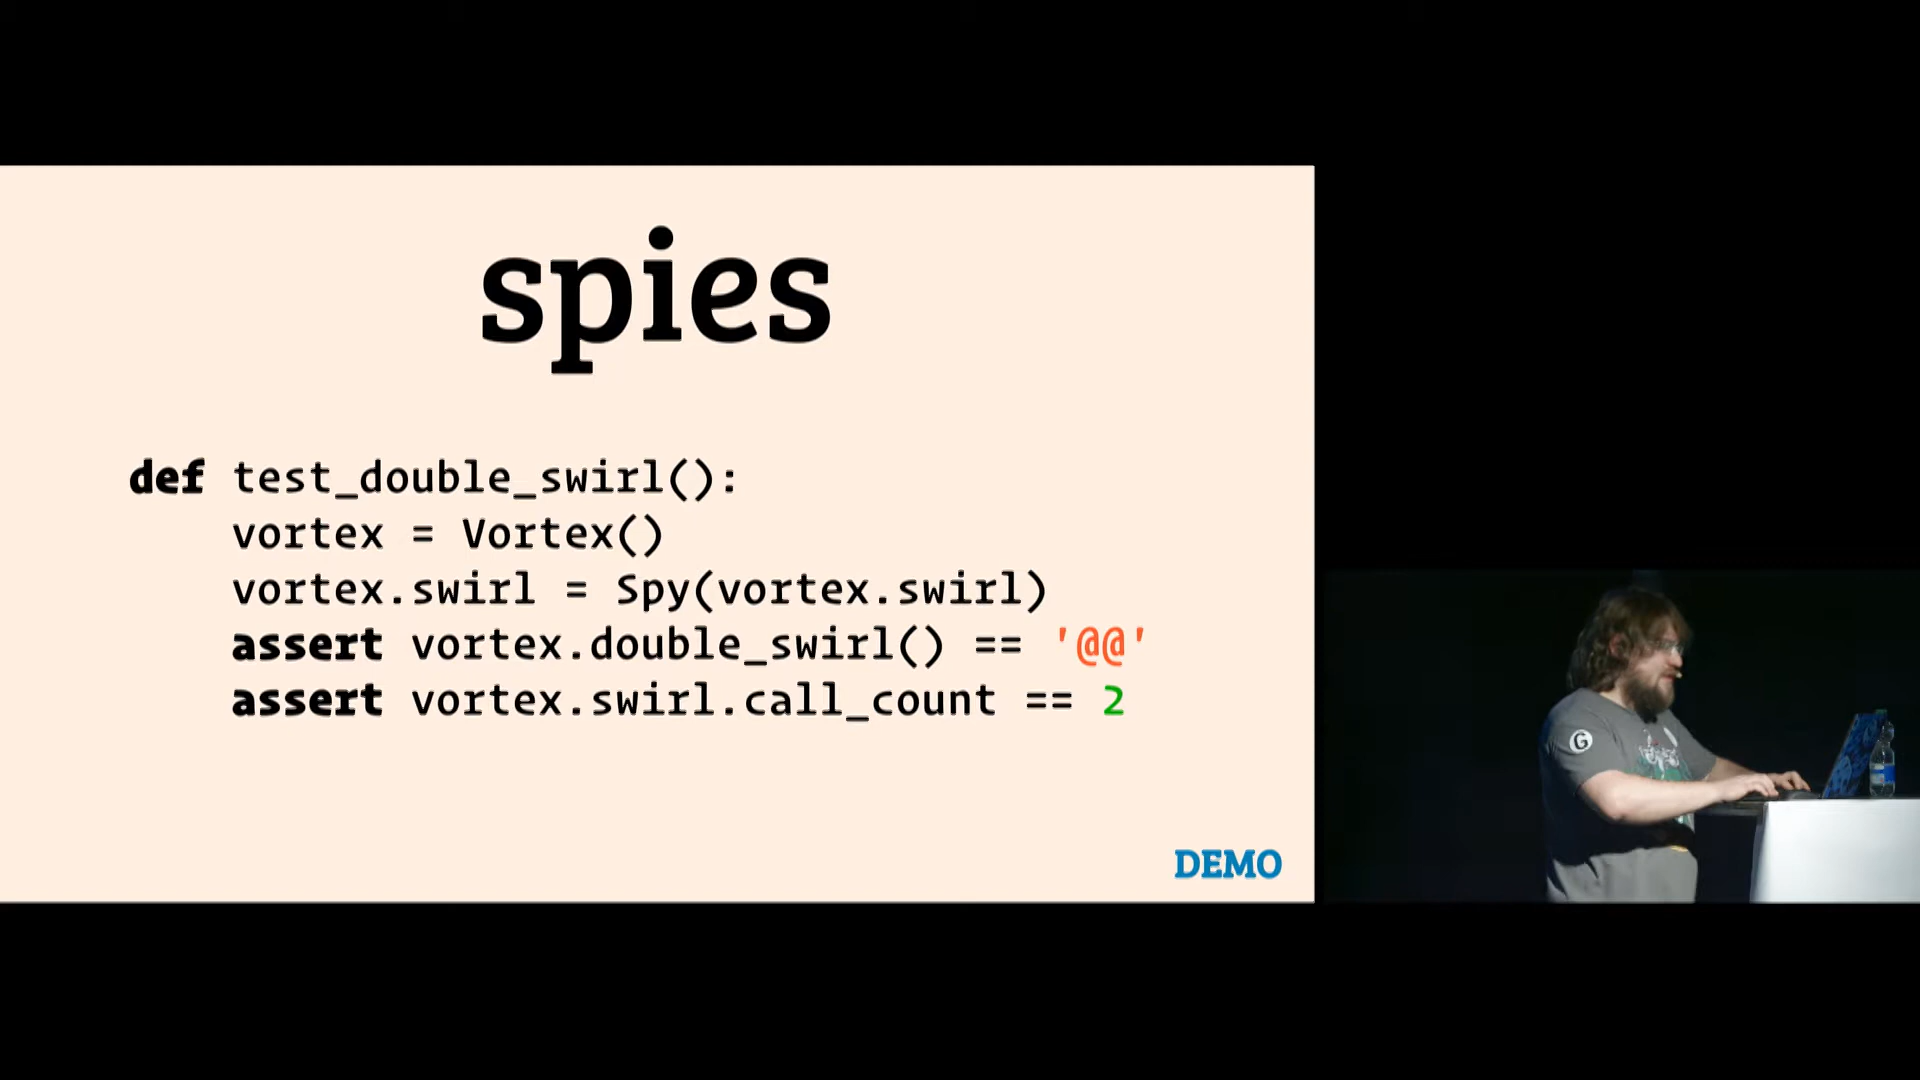 spies
def test_double_swirl():
    vortex = Vortex()
    vortex.swirl = Spy(vortex.swirl)
    assert vortex.double_swirl() == '@@'
    assert vortex.swirl.call_count == 2
DEMO
G